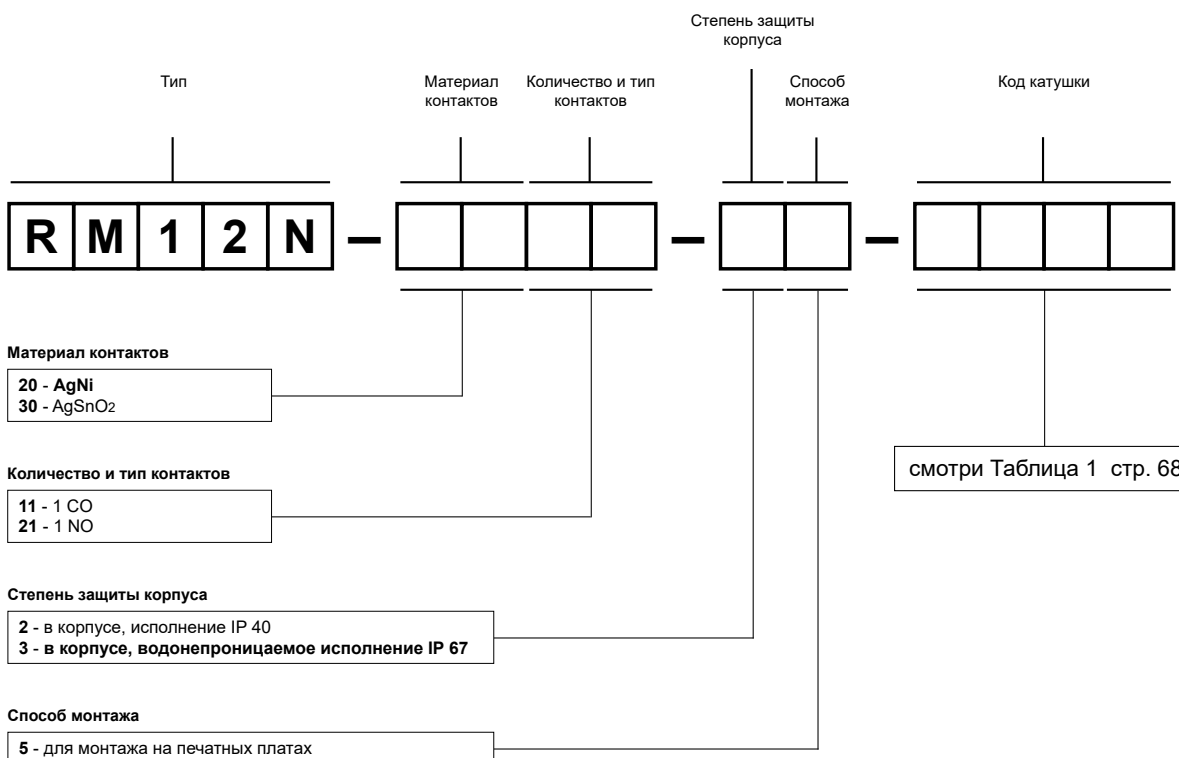 Степень защиты
корпуса
Тип
Материал
контактов
Количество и тип
контактов
Способ
монтажа
Код катушки
R M 1 2 N – –  –
Материал контактов
20 - AgNi
30 - AgSnO2
Количество и тип контактов
11 - 1 CO
21 - 1 NO
смотри Таблица 1 стр. 68
Степень защиты корпуса
2 - в корпусе, исполнение IP 40
3 - в корпусе, водонепроницаемое исполнение IP 67
Способ монтажа
5 - для монтажа на печатных платах